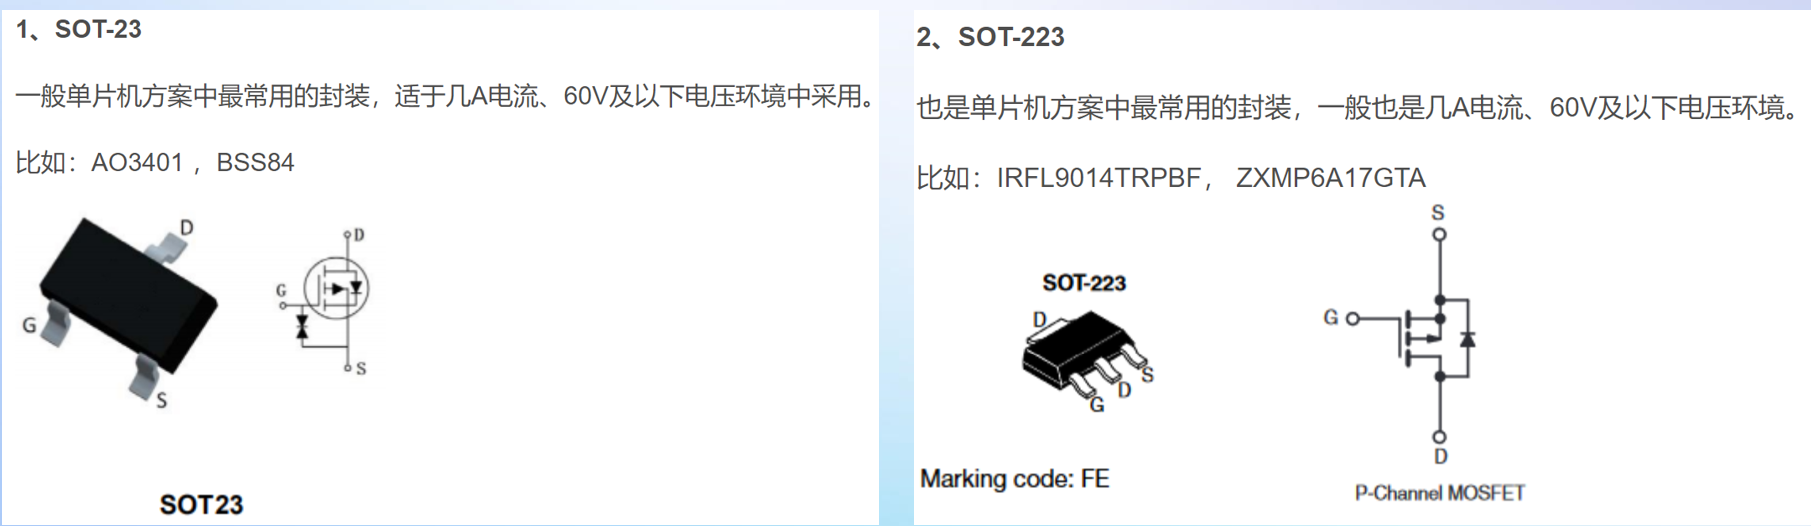 1、SOT-23
一般单片机方案中最常用的封装，适于几A电流、60V及以下电压环境中采用。
比如：AO3401 ，BSS84
D
G
S
D
G
S
SOT23
2、SOT-223
也是单片机方案中最常用的封装，一般也是几A电流、60V及以下电压环境。
比如：IRFL9014TRPBF， ZXMP6A17GTA
SOT-223
D
S
D
G
Marking code: FE
S
G
D
P-Channel MOSFET